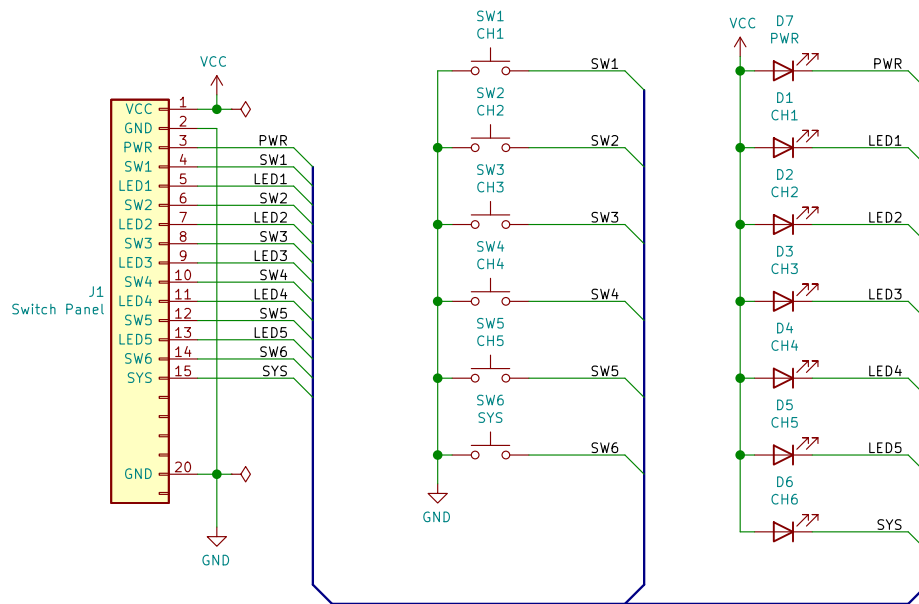 VCC
J1
Switch Panel
VCC 1
GND 2
PWR 3 PWR
SW1 4 SW1
LED1 5 LED1
SW2 6 SW2
LED2 7 LED2
SW3 8 SW3
LED3 9 LED3
SW4 10 SW4
LED4 11 LED4
SW5 12 SW5
LED5 13 LED5
SW6 14 SW6
SYS 15 SYS
GND 20
GND
SW1
CH1
SW1
SW2
CH2
SW2
SW3
CH3
SW3
SW4
CH4
SW4
SW5
CH5
SW5
SW6
SYS
SW6
GND
VCC
D7
PWR
PWR
D1
CH1
LED1
D2
CH2
LED2
D3
CH3
LED3
D4
CH4
LED4
D5
CH5
LED5
D6
CH6
SYS